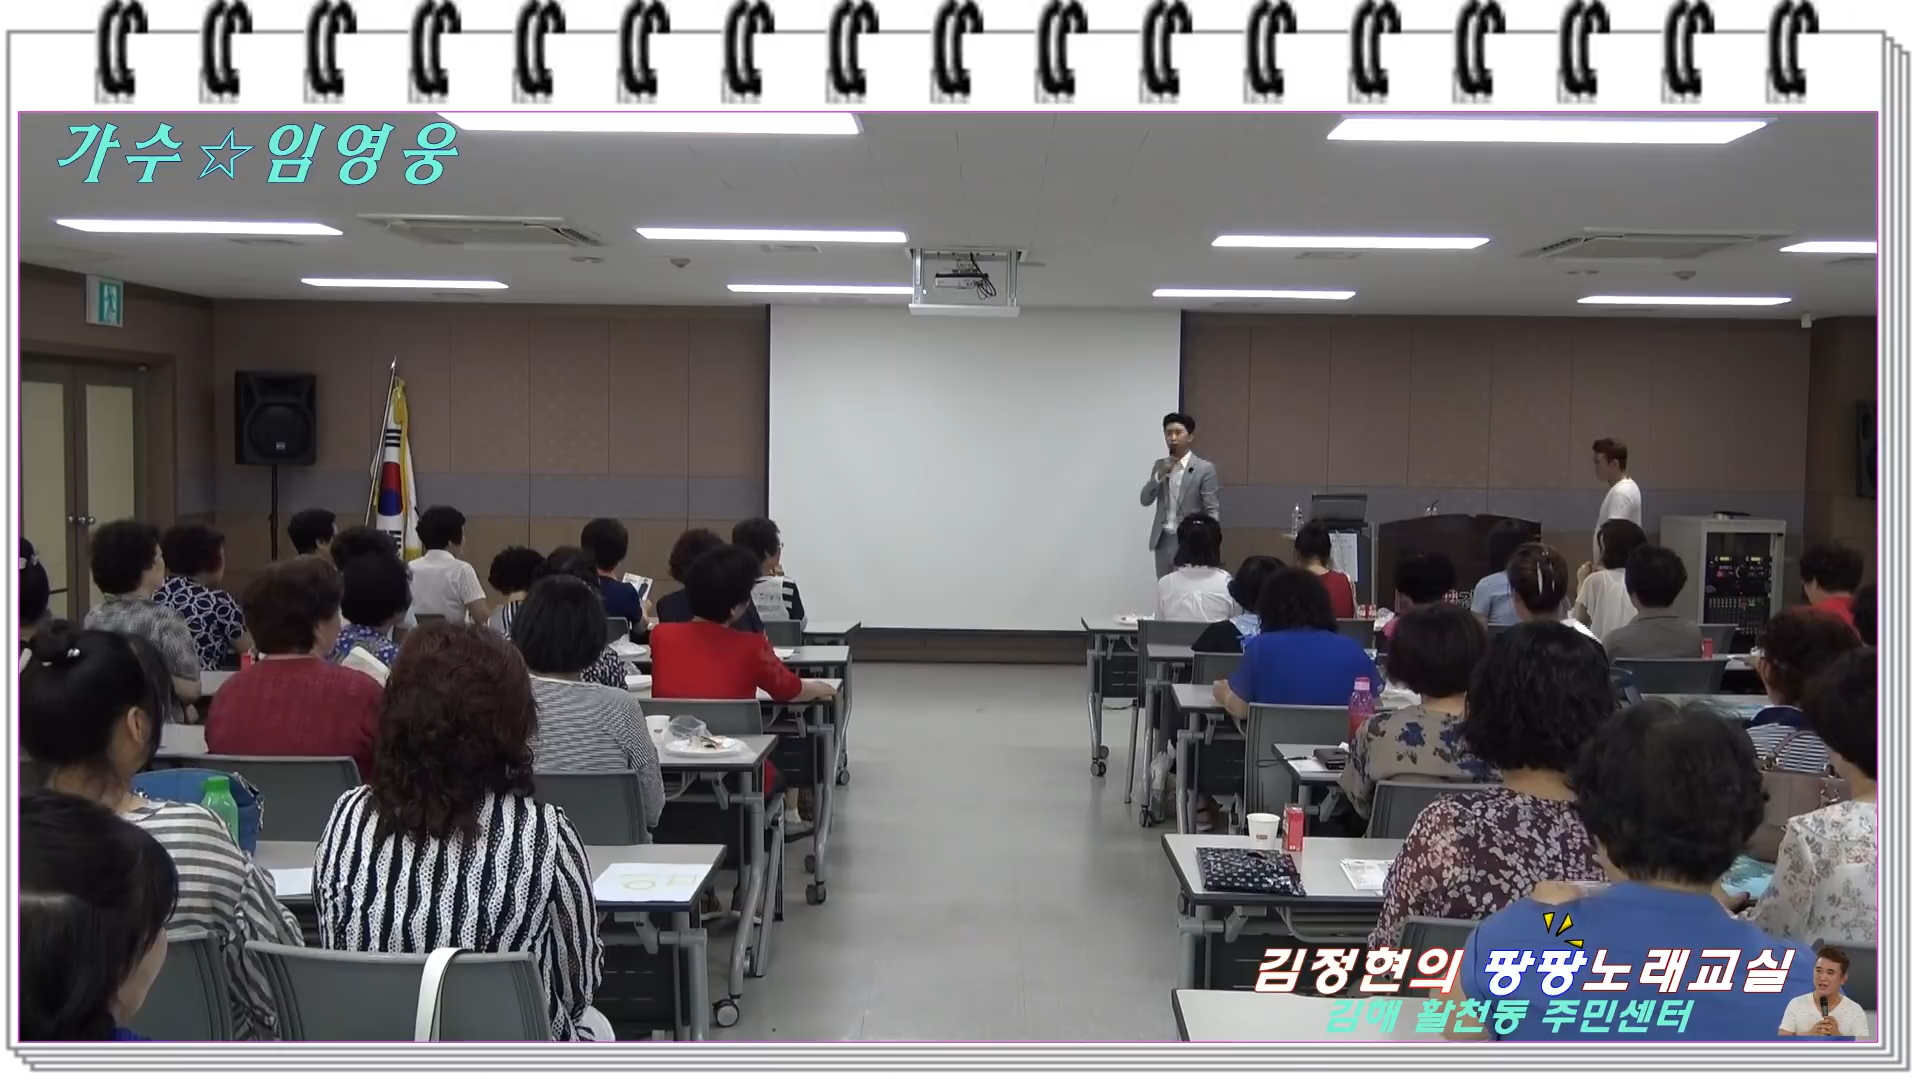 가수☆임영웅
김정현의 팡팡노래교실
김해 활천동 주민센터